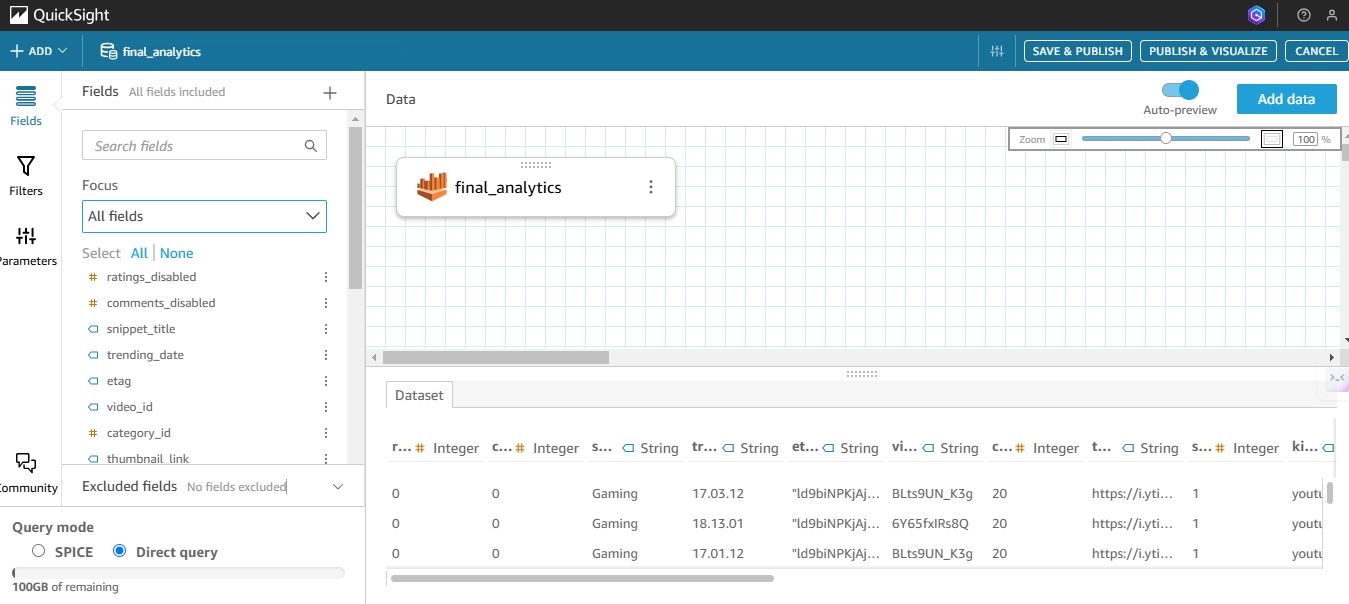 QuickSight
ADD
final_analytics
SAVE & PUBLISH
PUBLISH & VISUALIZE
CANCEL
Fields
Fields All fields included
Data
Auto-preview
Add data
Search fields
Zoom 100 %
Filters
Focus
All fields
final_analytics
Parameters
Select All | None
ratings_disabled
comments_disabled
snippet_title
trending_date
etag
video_id
category_id
thumbnail_link
Community
Excluded fields No fields excluded
Query mode
SPICE Direct query
100GB of remaining
Dataset
r... # Integer c... # Integer s... String tr... String et... String vi... String c... # Integer t... String s... # Integer ki...
0 0 Gaming 17.03.12 "ld9biNPKjAj... BLts9UN_K3g 20 https://i.yti... 1 youtu
0 0 Gaming 18.13.01 "ld9biNPKjAj... 6Y65fxIRs8Q 20 https://i.yti... 1 youtu
0 0 Gaming 17.01.12 "ld9biNPKjAj... BLts9UN_K3g 20 https://i.yti... 1 youtu